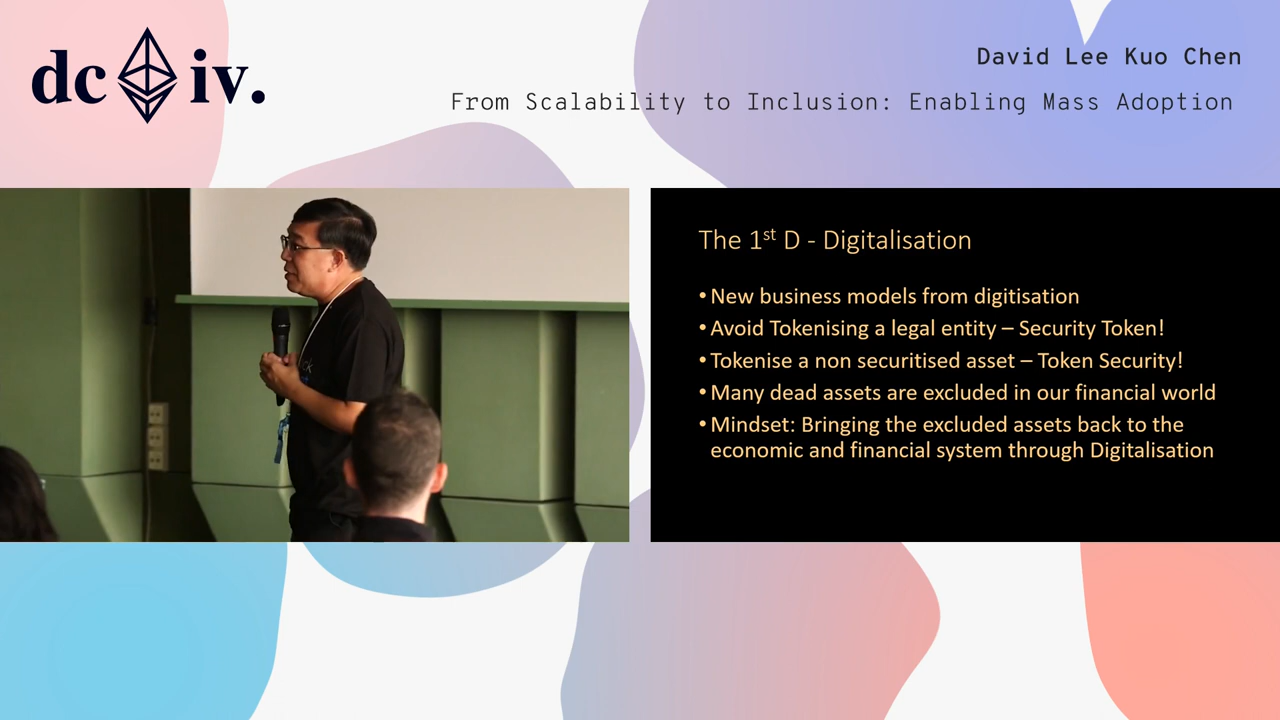 dc iv.
David Lee Kuo Chen
From Scalability to Inclusion: Enabling Mass Adoption
The 1st D - Digitalisation
• New business models from digitisation
• Avoid Tokenising a legal entity – Security Token!
• Tokenise a non securitised asset – Token Security!
• Many dead assets are excluded in our financial world
• Mindset: Bringing the excluded assets back to the
economic and financial system through Digitalisation